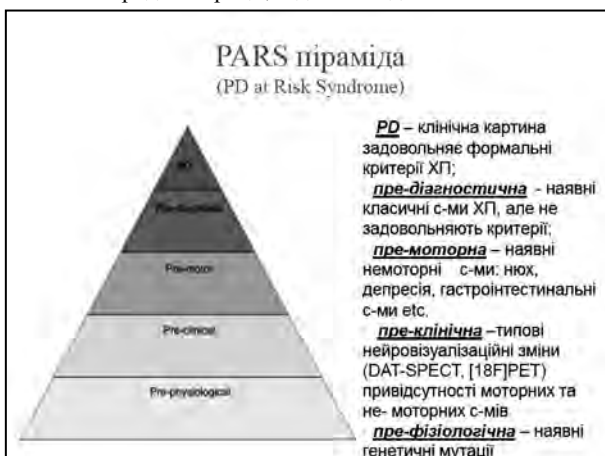 PARS піраміда
(PD at Risk Syndrome)
PD
Pre-diagnostic
Pre-motor
Pre-clinical
Pre-physiological
PD – клінічна картина
задовольняє формальні
критерії ХП;
пре-діагностична - наявні
класичні с-ми ХП, але не
задовольняють критерії;
пре-моторна – наявні
немоторні с-ми: нюх,
депресія, гастроінтестинальні
с-ми etc.
пре-клінічна –типові
нейровізуалізаційні зміни
(DAT-SPECT, [18F]PET)
привідсутності моторних та
не- моторних с-мів
пре-фізіологічна – наявні
генетичні мутації